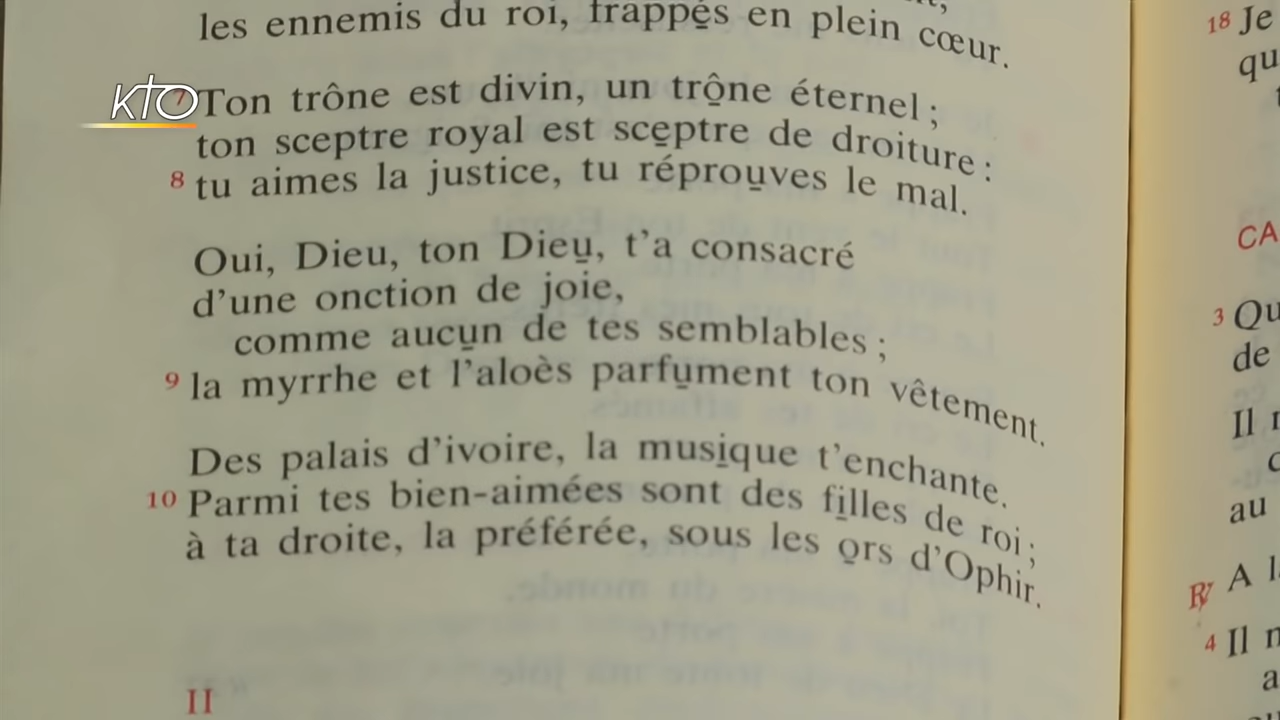 les ennemis du roi, frappés en plein cœur.
KTO
7 Ton trône est divin, un trône éternel ;
ton sceptre royal est sceptre de droiture :
8 tu aimes la justice, tu réprouves le mal.
Oui, Dieu, ton Dieu, t'a consacré
d'une onction de joie,
comme aucun de tes semblables ;
9 la myrrhe et l'aloès parfument ton vêtement.
Des palais d'ivoire, la musique t'enchante.
10 Parmi tes bien-aimées sont des filles de roi ;
à ta droite, la préférée, sous les ors d'Ophir.
II
18 Je
qu
CA
3 Qu
de
Il
au
℟ A
4 Il